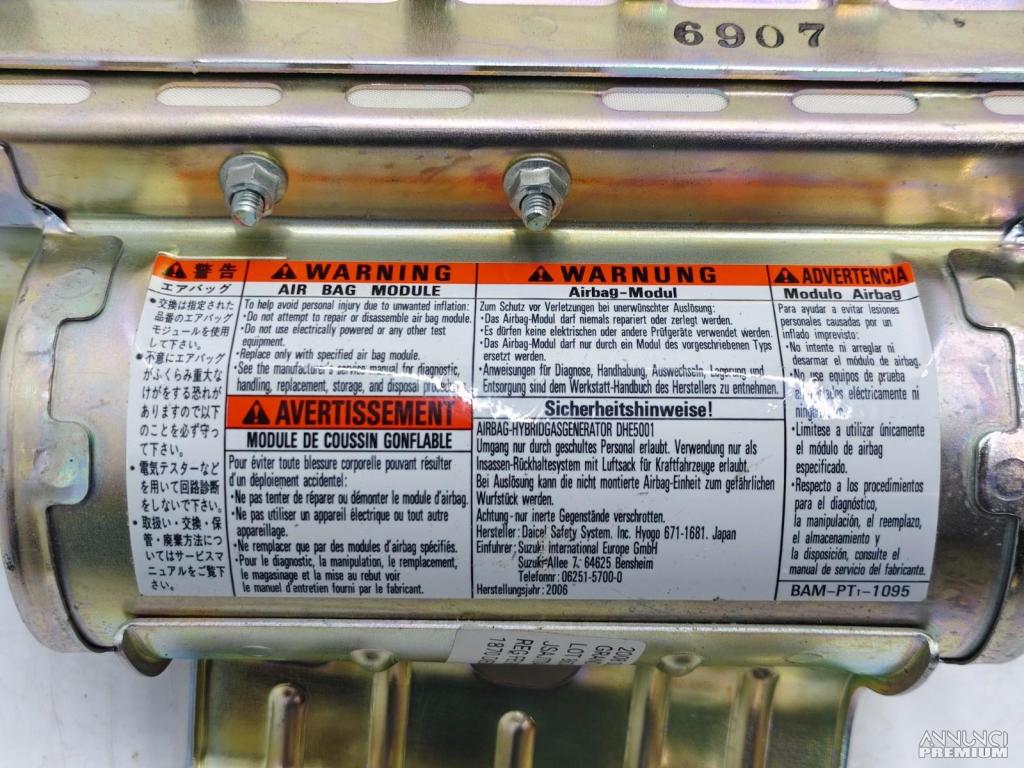 6907
警告
エアバッグ
•交換は指定された
品番のエアバッグ
モジュールを使用
して下さい。
•不意にエアバッグ
がふくらみ重大な
けがをする恐れが
ありますので以下
のことを必ず守っ
て下さい。
•電気テスターなど
を用いて回路診断
をしないで下さい。
•取扱い・交換・保
管・廃棄方法につ
いてはサービスマ
ニュアルをご覧下
さい。
WARNING
AIR BAG MODULE
To help avoid personal injury due to unwanted inflation:
•Do not attempt to repair or disassemble air bag module.
•Do not use electrically powered or any other test
equipment.
•Replace only with specified air bag module.
•See the manufacturer's service manual for diagnostic,
handling, replacement, storage, and disposal procedures
AVERTISSEMENT
MODULE DE COUSSIN GONFLABLE
Pour éviter toute blessure corporelle pouvant résulter
d'un déploiement accidentel:
•Ne pas tenter de réparer ou démonter le module d'airbag.
•Ne pas utiliser un appareil électrique ou tout autre
appareillage.
•Ne remplacer que par des modules d'airbag spécifiés.
•Pour le diagnostic, la manipulation, le remplacement,
le magasinage et la mise au rebut voir
le manuel d'entretien fourni par le fabricant.
WARNUNG
Airbag-Modul
Zum Schutz vor Verletzungen bei unerwünschter Auslösung:
•Das Airbag-Modul darf niemals repariert oder zerlegt werden.
•Es dürfen keine elektrischen oder andere Prüfgeräte verwendet werden.
•Das Airbag-Modul darf nur durch ein Modul des vorgeschriebenen Typs
ersetzt werden.
•Anweisungen für Diagnose, Handhabung, Auswechseln, Lagerung und
Entsorgung sind dem Werkstatt-Handbuch des Herstellers zu entnehmen.
Sicherheitshinweise!
AIRBAG-HYBRIDGASGENERATOR DHE5001
Umgang nur durch geschultes Personal erlaubt. Verwendung nur als
Insassen-Rückhaltesystem mit Luftsack für Kraftfahrzeuge erlaubt.
Bei Auslösung kann die nicht montierte Airbag-Einheit zum gefährlichen
Wurfstück werden.
Achtung-nur inerte Gegenstände verschrotten.
Hersteller: Daicel Safety System. Inc. Hyogo 671-1681. Japan
Einfuhrer: Suzuki International Europe GmbH
Suzuki-Allee 7, 64625 Bensheim
Telefonnr: 06251-5700-0
Herstellungsjahr: 2006
ADVERTENCIA
Modulo Airbag
Para ayudar a evitar lesiones
personales causadas por un
inflado imprevisto:
•No intente ni arreglar ni
desarmar el módulo de airbag.
•No use equipos de prueba
eléctricamente ni
•Limitese a utilizar únicamente
el módulo de airbag
especificado.
•Respecto a los procedimientos
para el diagnóstico,
la manipulación, el reemplazo,
el almacenamiento y
la disposición, consulte el
manual de servicio del fabricante.
BAM-PT1-1095
ANNUNCI
PREMIUM